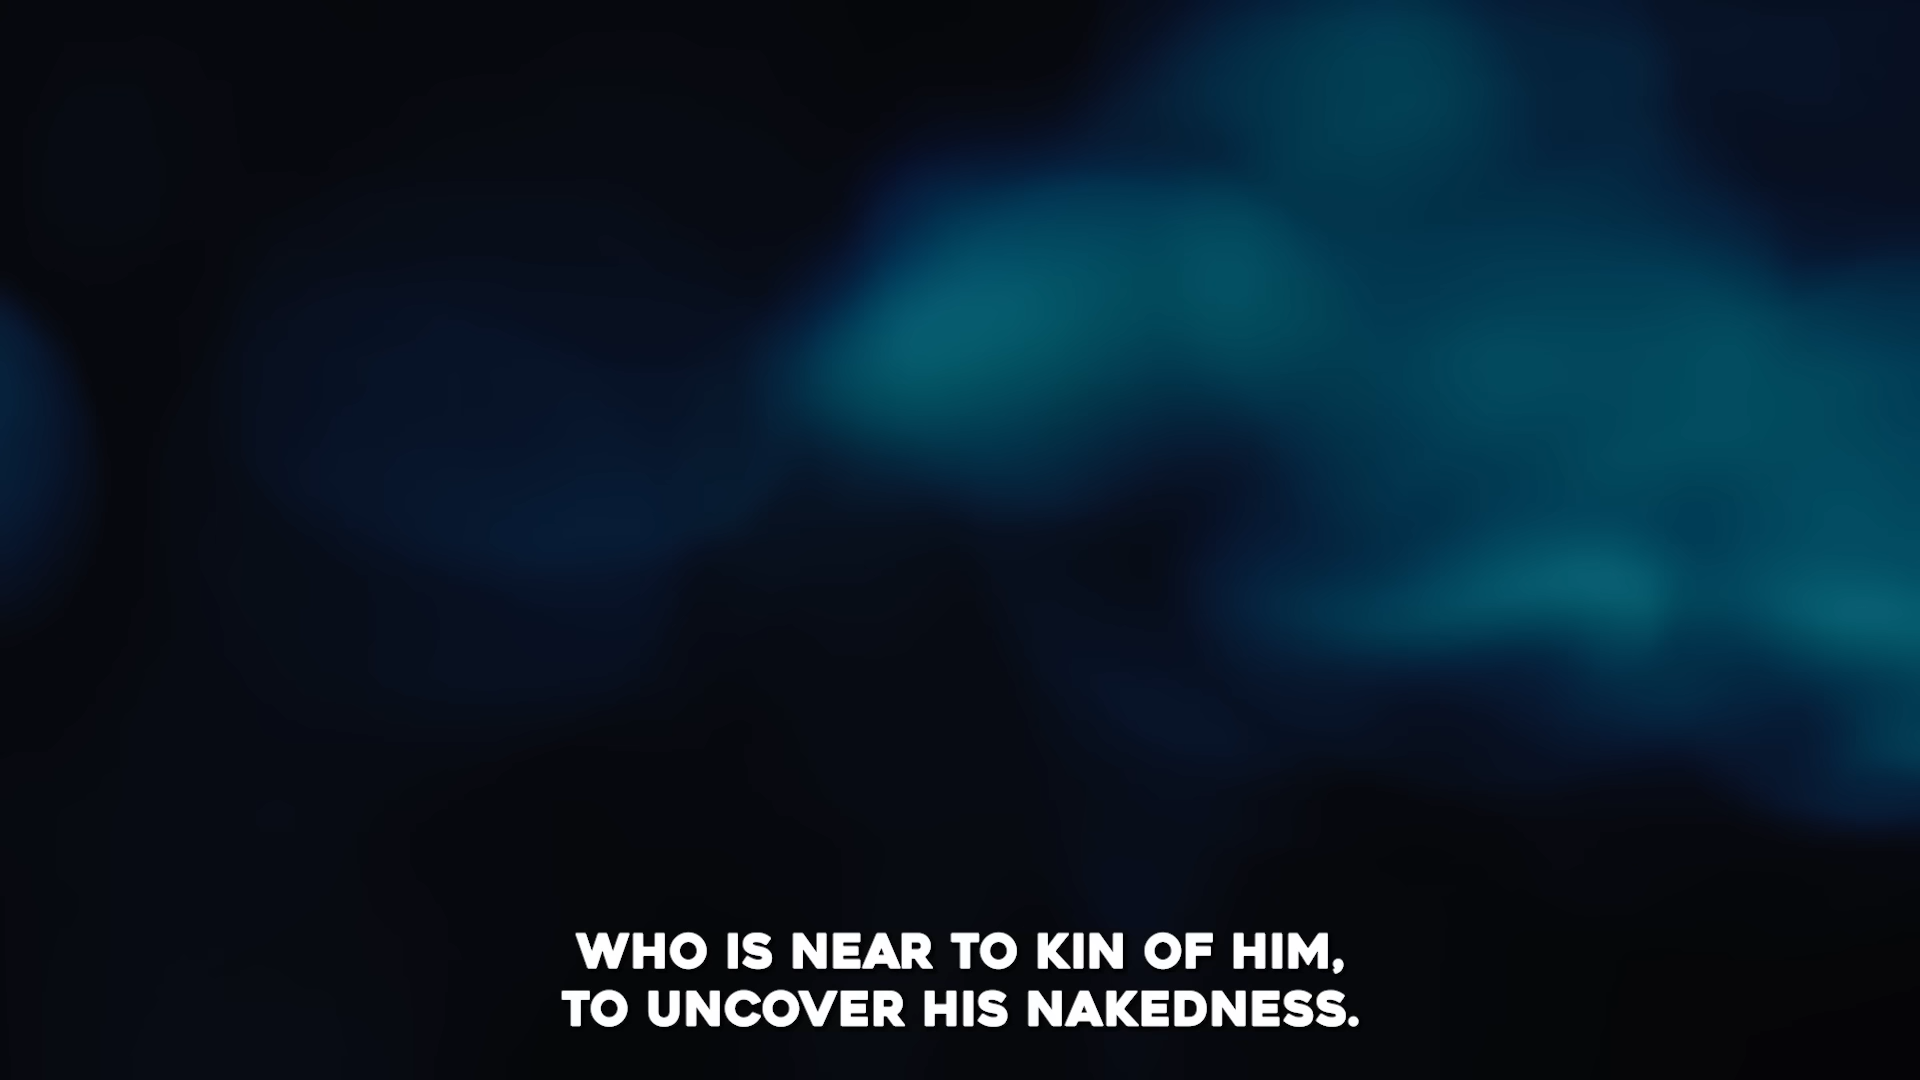 WHO IS NEAR TO KIN OF HIM,
TO UNCOVER HIS NAKEDNESS.